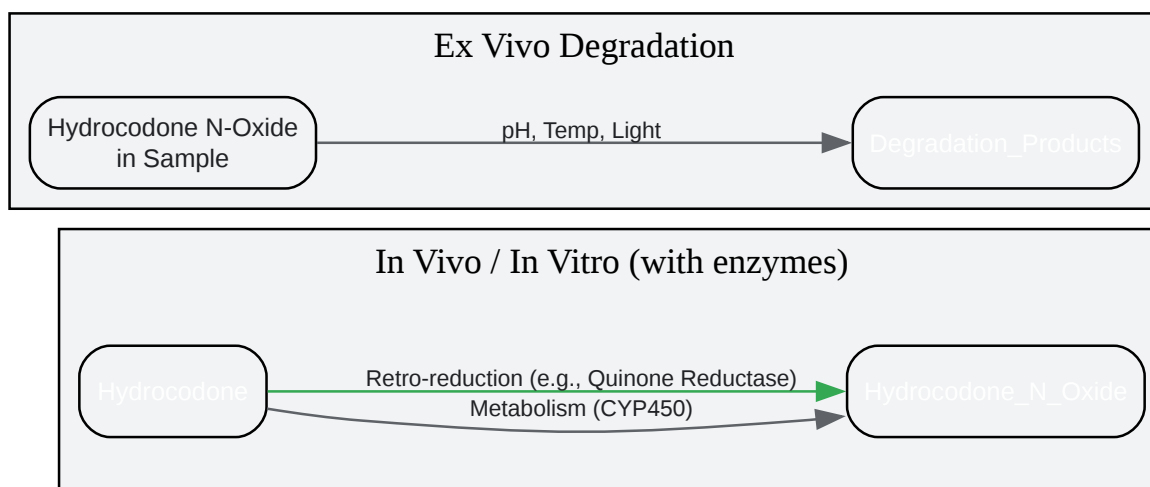 Ex Vivo Degradation
Hydrocodone N-Oxide
in Sample
pH, Temp, Light
Degradation_Products
In Vivo / In Vitro (with enzymes)
Hydrocodone
Retro-reduction (e.g., Quinone Reductase)
Metabolism (CYP450)
Hydrocodone_N_Oxide